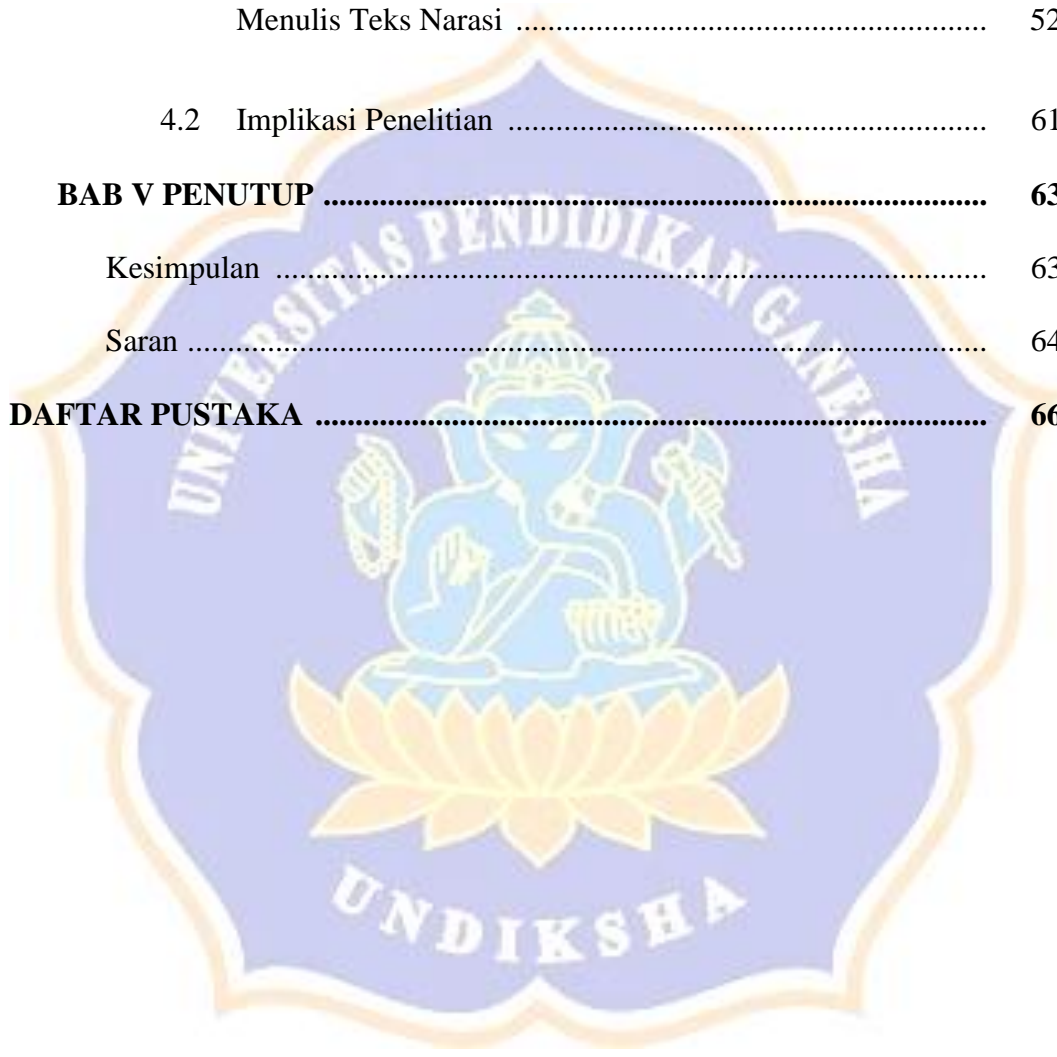 Menulis Teks Narasi ................................................................ 52
4.2 Implikasi Penelitian ................................................................ 61
BAB V PENUTUP ................................................................ 63
Kesimpulan ................................................................ 63
Saran ................................................................ 64
DAFTAR PUSTAKA ................................................................ 66
UNIVERSITAS PENDIDIKAN GANESHA
UNDIKSHA